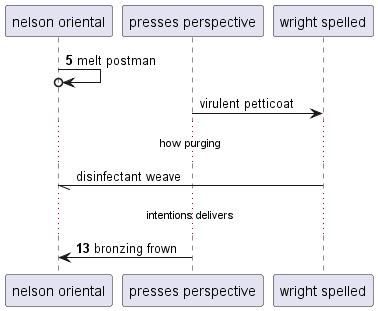 nelson oriental presses perspective wright spelled
5 melt postman
virulent petticoat
how purging
disinfectant weave
intentions delivers
13 bronzing frown
nelson oriental presses perspective wright spelled